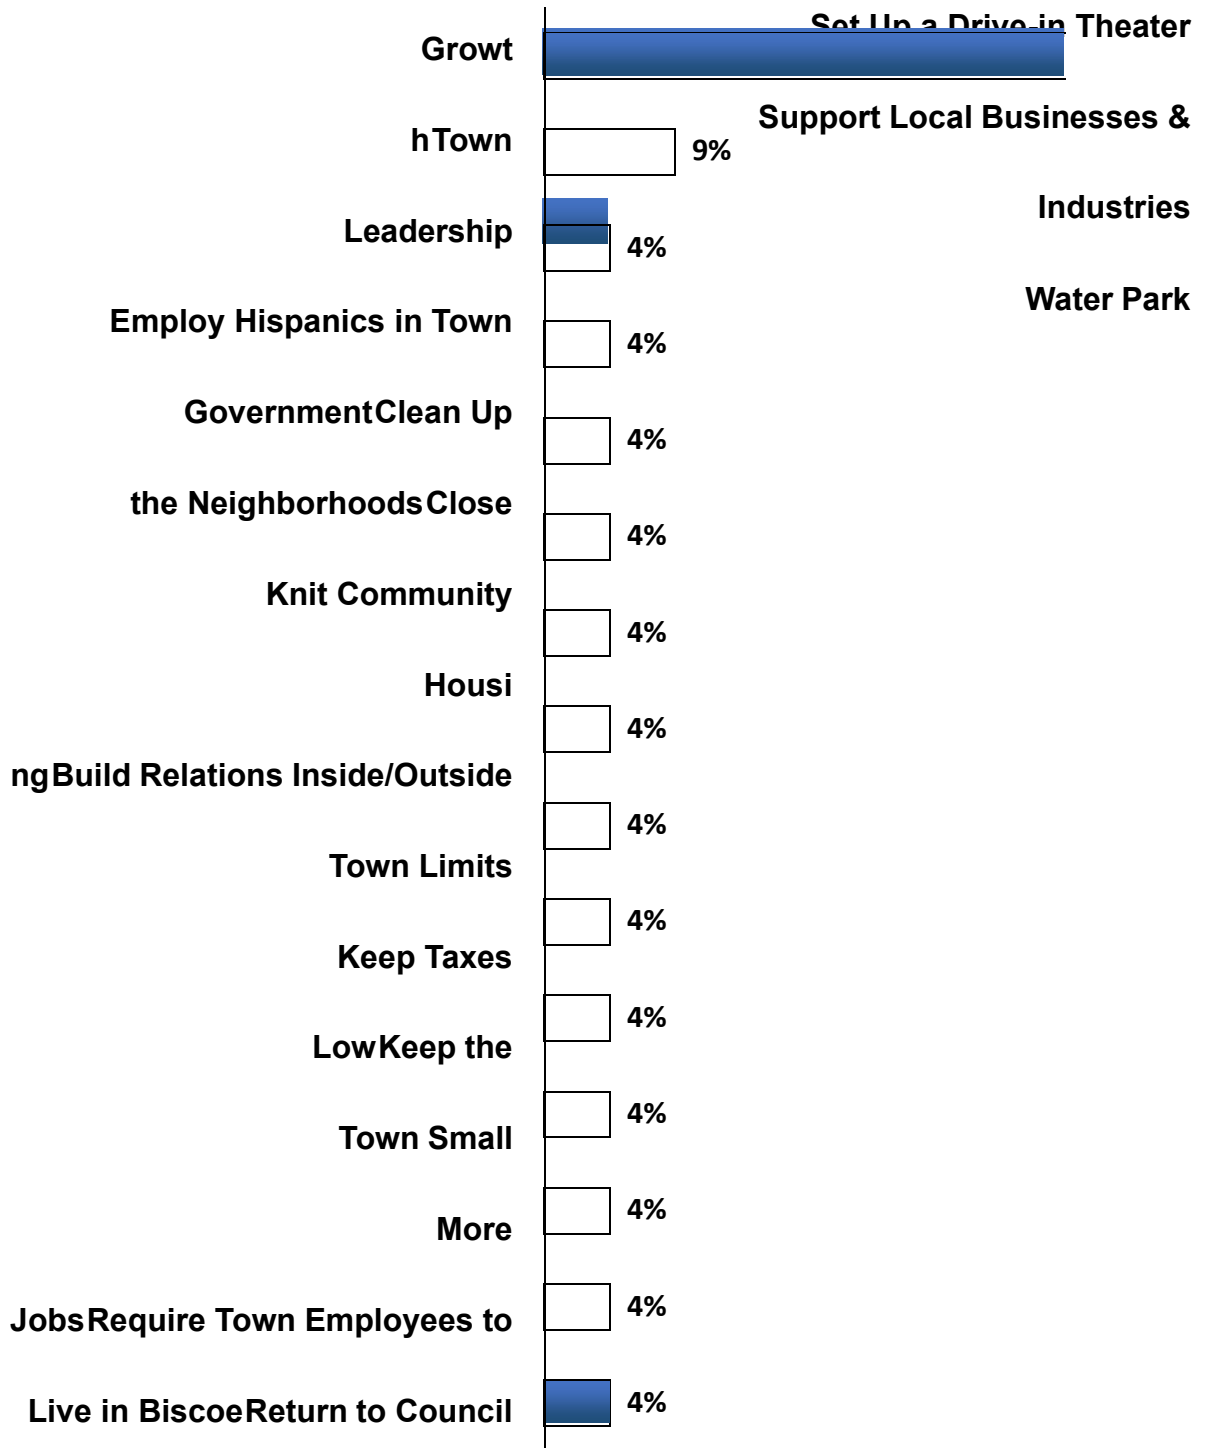 Growt
hTown
Leadership
Employ Hispanics in Town
GovernmentClean Up
the NeighborhoodsClose
Knit Community
Housi
ngBuild Relations Inside/Outside
Town Limits
Keep Taxes
LowKeep the
Town Small
More
JobsRequire Town Employees to
Live in BiscoeReturn to Council
9%
4%
4%
4%
4%
4%
4%
4%
4%
4%
4%
4%
4%
4%
Set Up a Drive-in Theater
Support Local Businesses &
Industries
Water Park